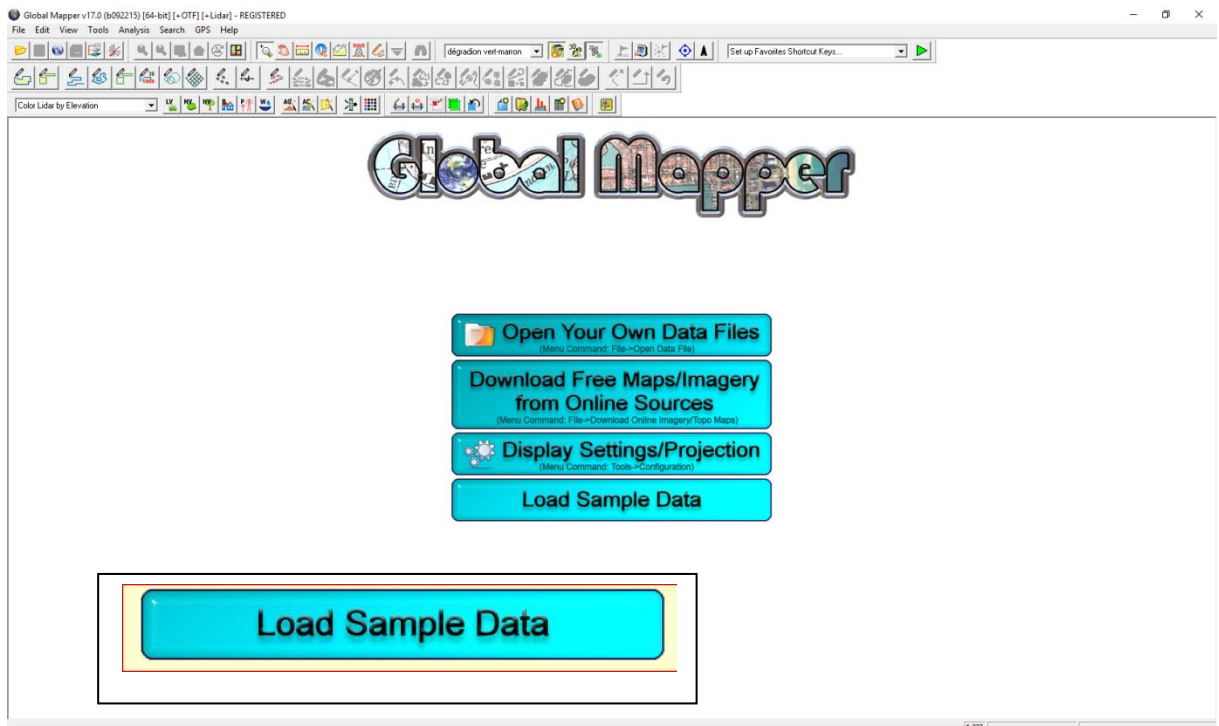 Global Mapper v17.0 (b092215) [64-bit] [+OTF] [+Lidar] - REGISTERED
File Edit View Tools Analysis Search GPS Help
dégradion vert-marron Set up Favorites Shortcut Keys...
Color Lidar by Elevation
Global Mapper
Open Your Own Data Files
(Menu Command: File->Open Data File)
Download Free Maps/Imagery
from Online Sources
(Menu Command: File->Download Online Imagery/Topo Maps)
Display Settings/Projection
(Menu Command: Tools->Configuration)
Load Sample Data
Load Sample Data